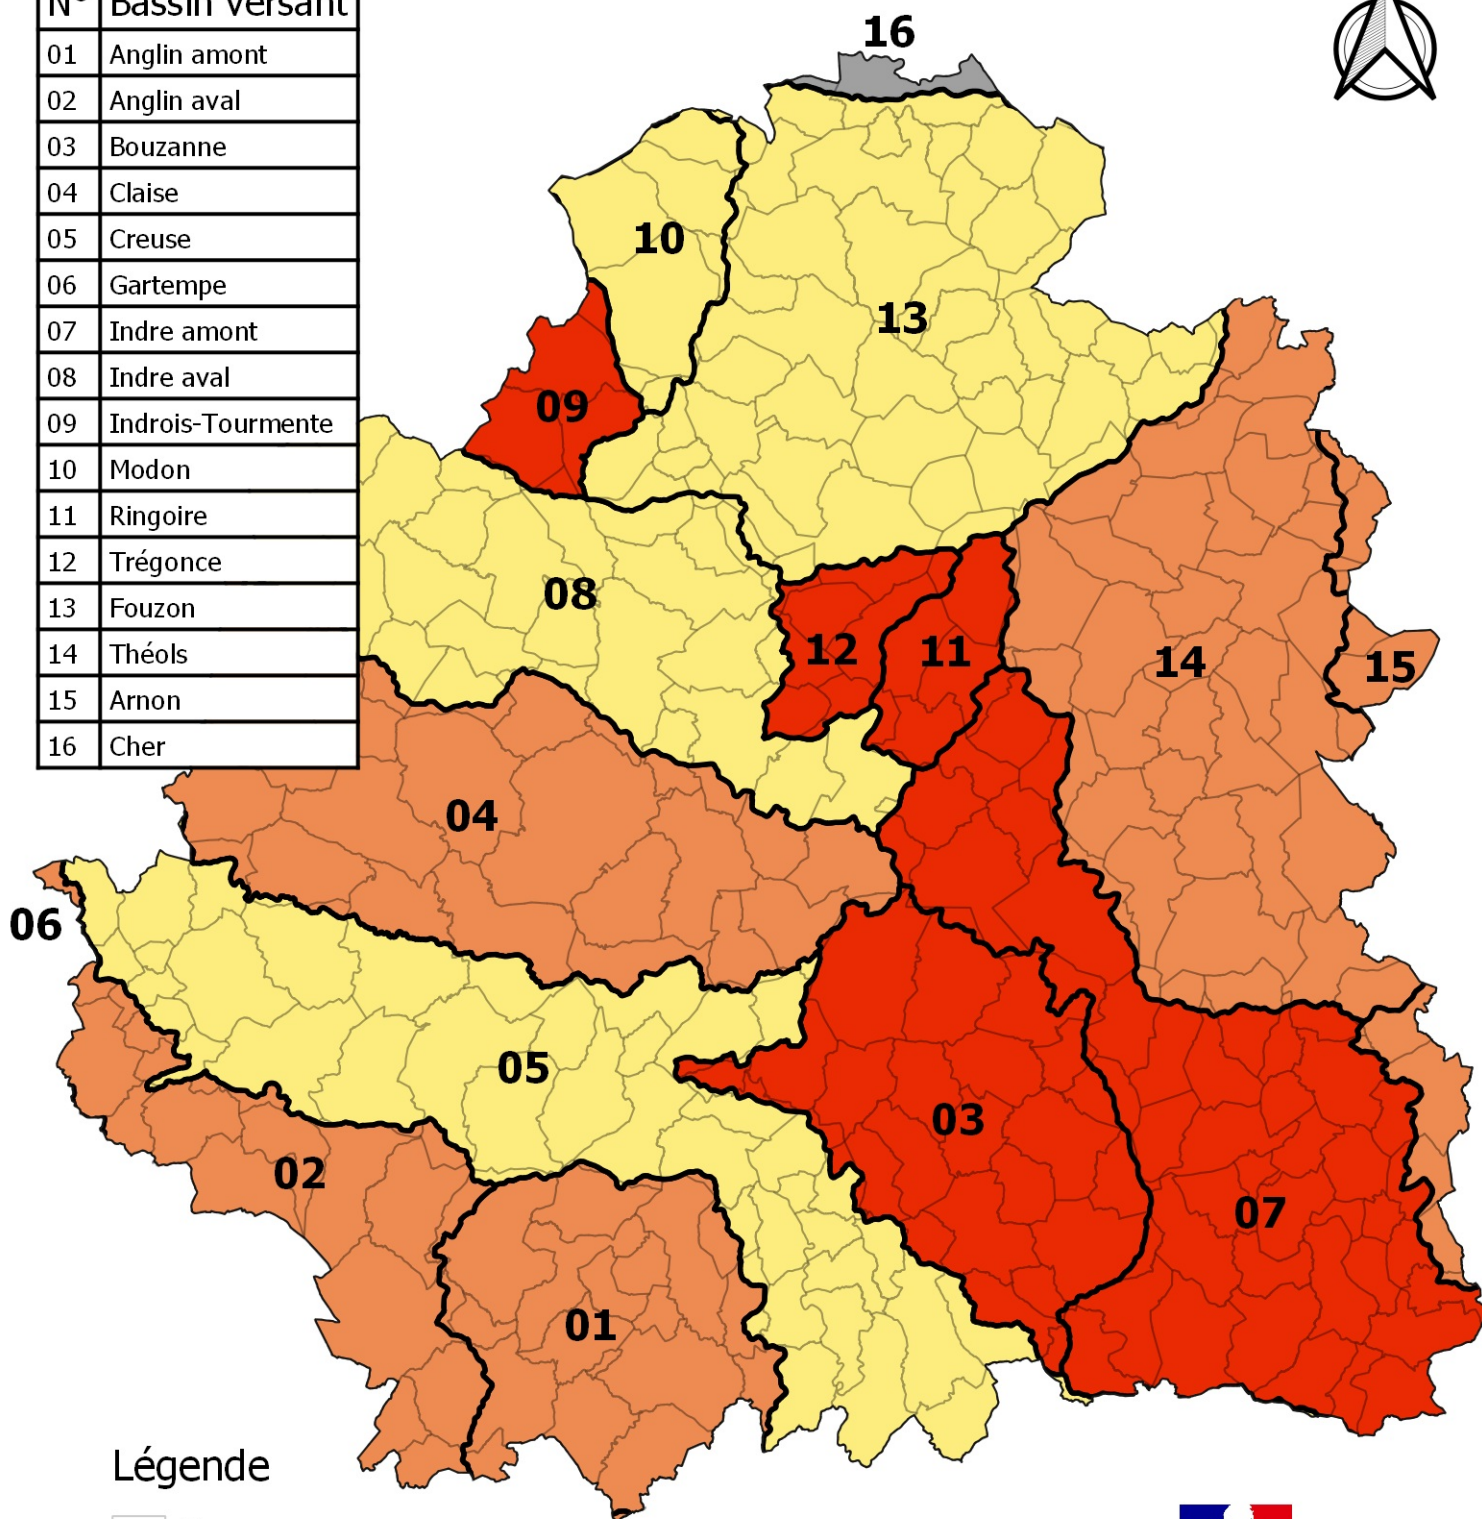 N° Bassin versant
01 Anglin amont
02 Anglin aval
03 Bouzanne
04 Claise
05 Creuse
06 Gartempe
07 Indre amont
08 Indre aval
09 Indrois-Tourmente
10 Modon
11 Ringoire
12 Trégonce
13 Fouzon
14 Théols
15 Arnon
16 Cher
16
10
13
09
08
12
11
14
15
04
06
05
03
02
07
01
Légende